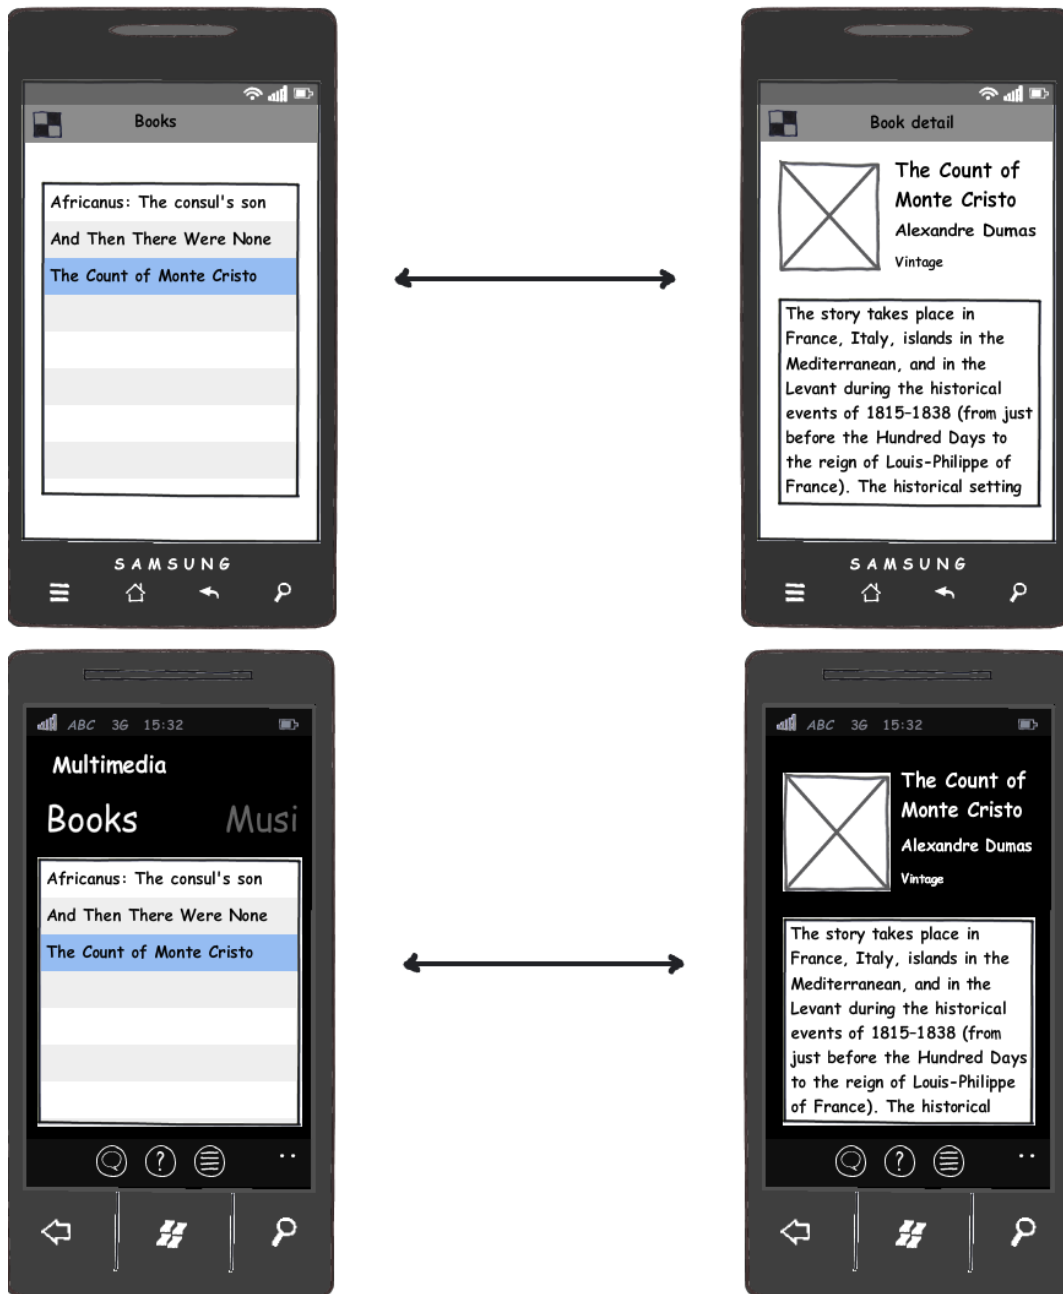 Books
Africanus: The consul's son
And Then There Were None
The Count of Monte Cristo
SAMSUNG
Book detail
The Count of
Monte Cristo
Alexandre Dumas
Vintage
The story takes place in
France, Italy, islands in the
Mediterranean, and in the
Levant during the historical
events of 1815–1838 (from just
before the Hundred Days to
the reign of Louis-Philippe of
France). The historical setting
SAMSUNG
ABC 3G 15:32
Multimedia
Books Musi
Africanus: The consul's son
And Then There Were None
The Count of Monte Cristo
?
ABC 3G 15:32
The Count of
Monte Cristo
Alexandre Dumas
Vintage
The story takes place in
France, Italy, islands in the
Mediterranean, and in the
Levant during the historical
events of 1815–1838 (from
just before the Hundred Days
to the reign of Louis-Philippe
of France). The historical
?